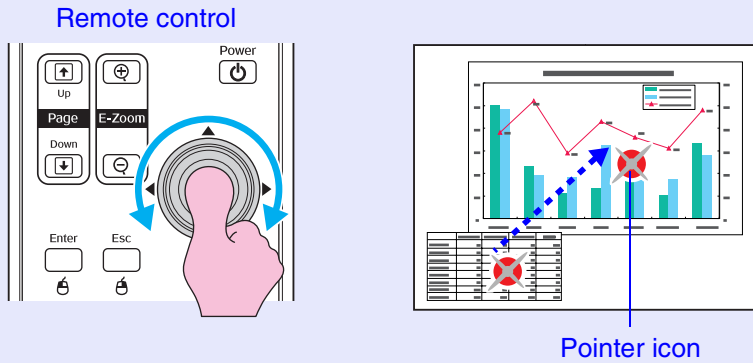 Remote control
Power
Up
Page
E-Zoom
Down
Enter
Esc
Pointer icon